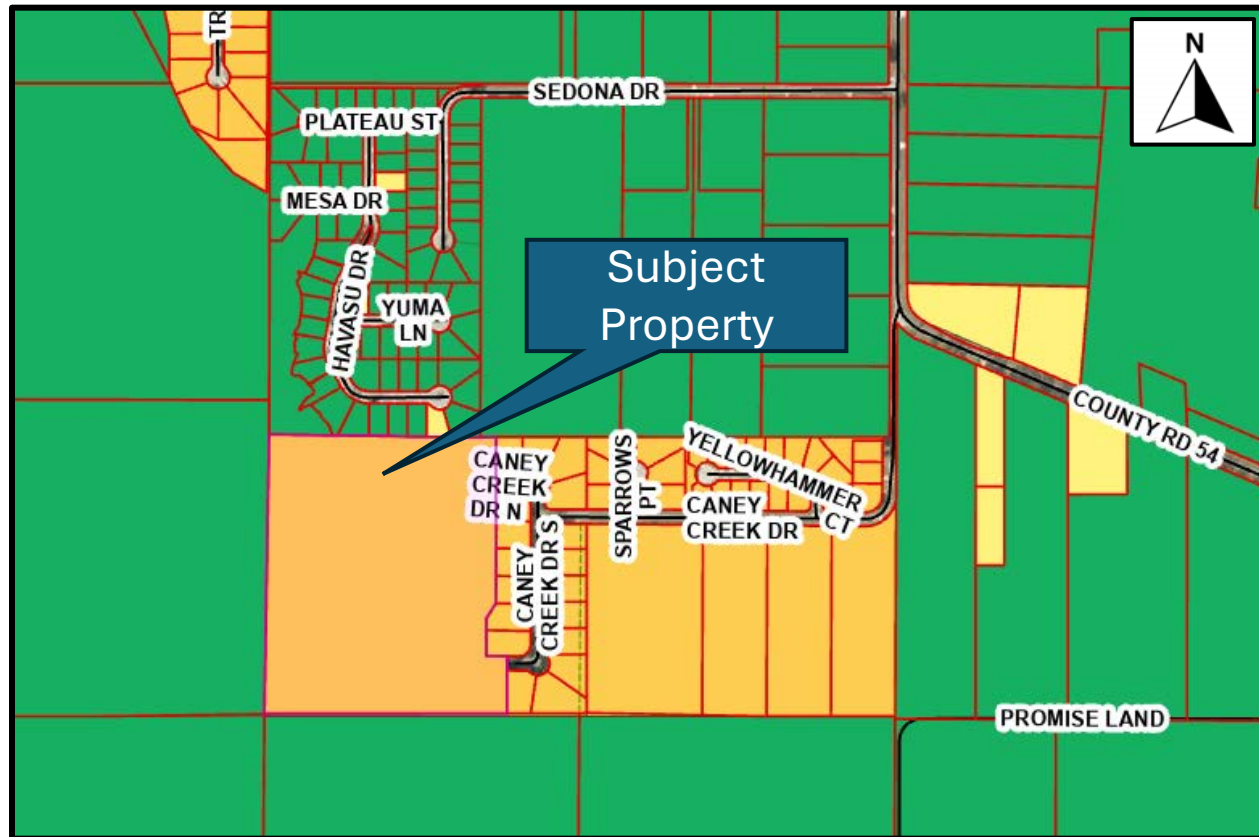 TR
N
SEDONA DR
PLATEAU ST
MESA DR
HAVASU DR
YUMA
LN
Subject
Property
COUNTY RD 54
CANEY
CREEK
DR N
SPARROWS
PT
YELLOWHAMMER
CT
CANEY
CREEK DR
CANEY
CREEK DR S
PROMISE LAND